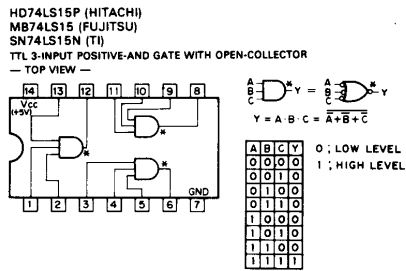 HD74LS15P (HITACHI)
MB74LS15 (FUJITSU)
SN74LS15N (TI)
TTL 3-INPUT POSITIVE-AND GATE WITH OPEN-COLLECTOR
— TOP VIEW —
14 13 12 11 10 9 8
Vcc
(+5V)
*
*
*
GND
1 2 3 4 5 6 7
A
B
C
* Y = A
B
C
* Y
Y = A·B·C = A̅+B̅+C̅
A B C Y
0 0 0 0
0 0 1 0
0 1 0 0
0 1 1 0
1 0 0 0
1 0 1 0
1 1 0 0
1 1 1 1
0 ; LOW LEVEL
1 ; HIGH LEVEL